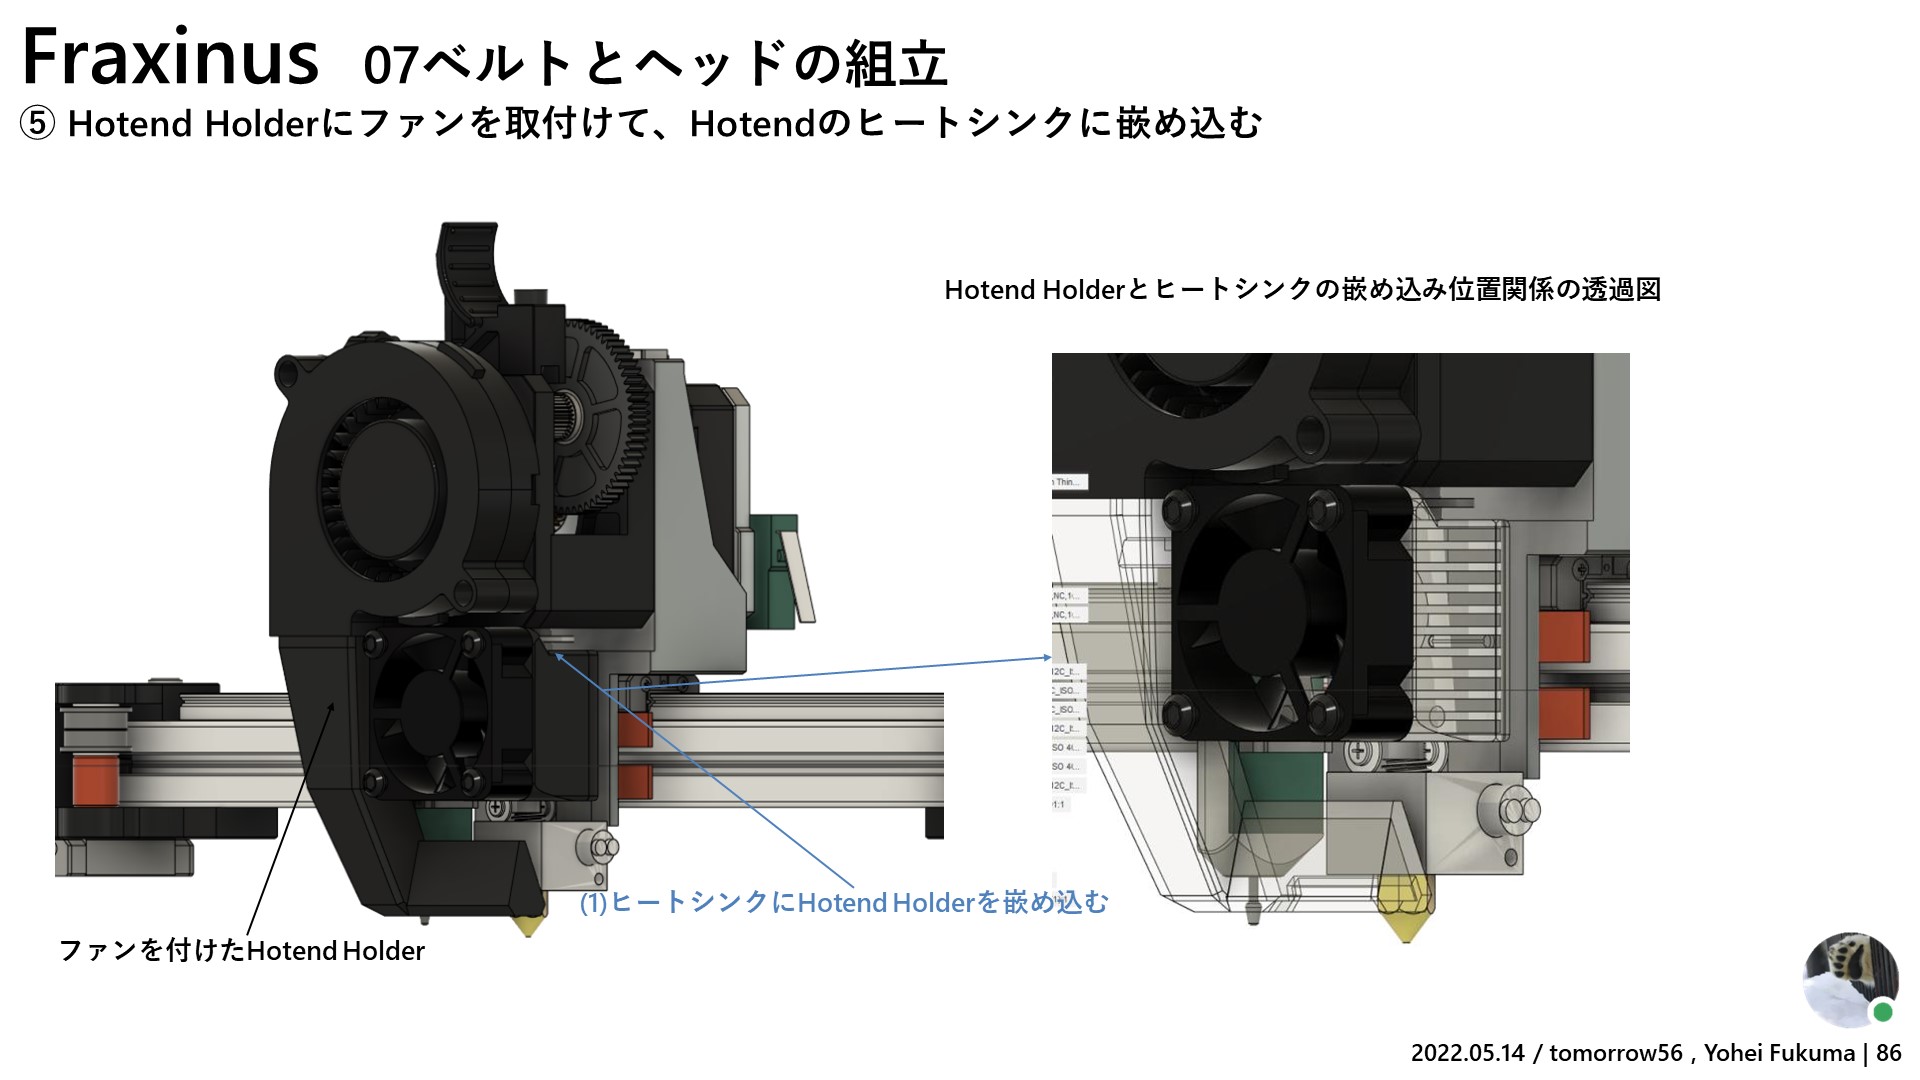 Fraxinus 07ベルトとヘッドの組立
⑤ Hotend Holderにファンを取付けて、Hotendのヒートシンクに嵌め込む
Hotend Holderとヒートシンクの嵌め込み位置関係の透過図
(1)ヒートシンクにHotend Holderを嵌め込む
ファンを付けたHotend Holder
2022.05.14 / tomorrow56 , Yohei Fukuma | 86